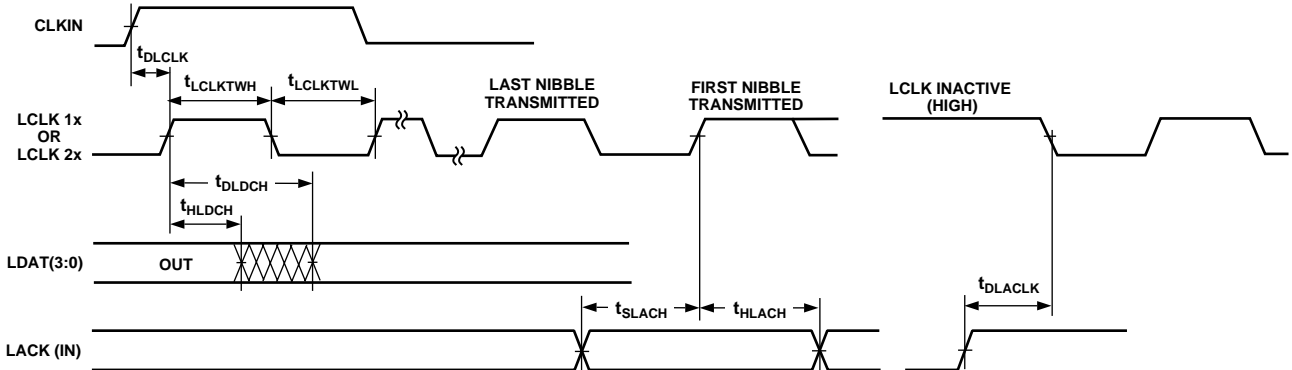 CLKIN
tDLCLK
tLCLKTWH
tLCLKTWL
LAST NIBBLE
TRANSMITTED
FIRST NIBBLE
TRANSMITTED
LCLK INACTIVE
(HIGH)
LCLK 1x
OR
LCLK 2x
tDLDCH
tHLDCH
LDAT(3:0)
OUT
tSLACH
tHLACH
tDLACLK
LACK (IN)